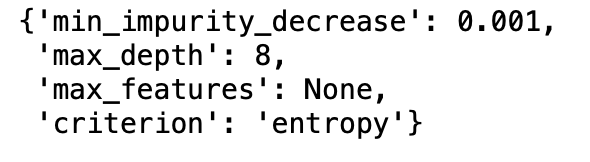 {'min_impurity_decrease': 0.001,
 'max_depth': 8,
 'max_features': None,
 'criterion': 'entropy'}